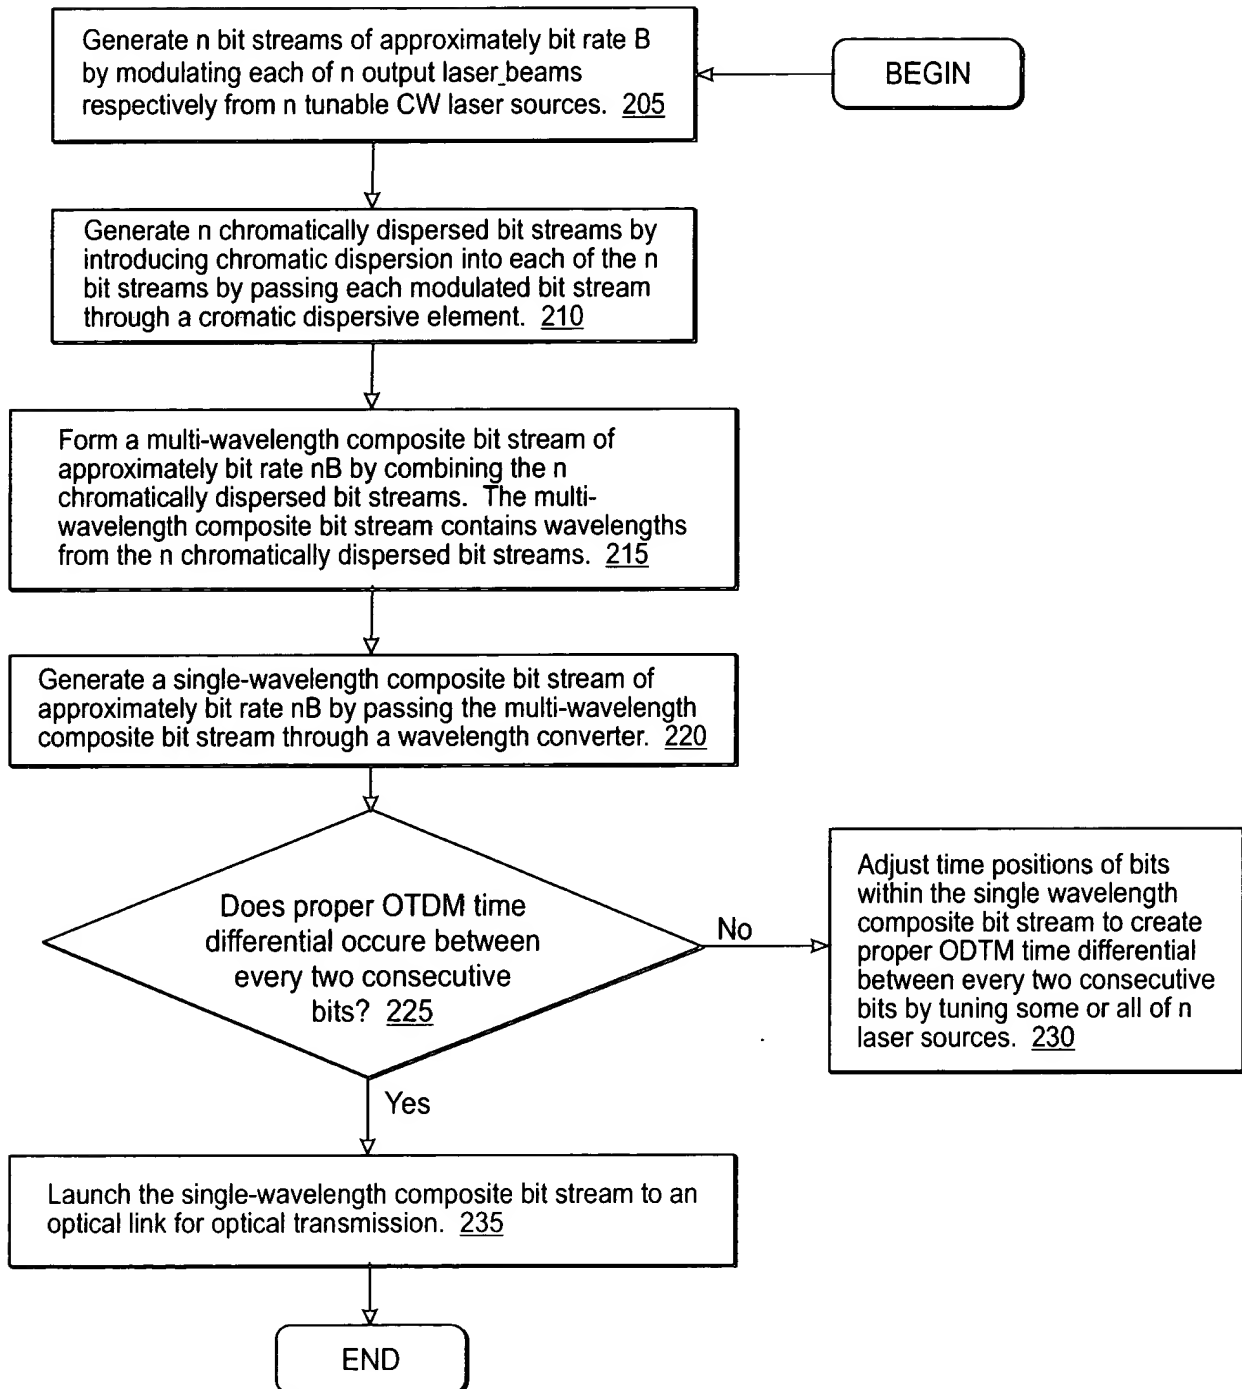 Generate n bit streams of approximately bit rate B
by modulating each of n output laser beams
respectively from n tunable CW laser sources. 205
BEGIN
Generate n chromatically dispersed bit streams by
introducing chromatic dispersion into each of the n
bit streams by passing each modulated bit stream
through a cromatic dispersive element. 210
Form a multi-wavelength composite bit stream of
approximately bit rate nB by combining the n
chromatically dispersed bit streams. The multi-
wavelength composite bit stream contains wavelengths
from the n chromatically dispersed bit streams. 215
Generate a single-wavelength composite bit stream of
approximately bit rate nB by passing the multi-wavelength
composite bit stream through a wavelength converter. 220
Does proper OTDM time
differential occure between
every two consecutive
bits? 225
No
Adjust time positions of bits
within the single wavelength
composite bit stream to create
proper ODTM time differential
between every two consecutive
bits by tuning some or all of n
laser sources. 230
Yes
Launch the single-wavelength composite bit stream to an
optical link for optical transmission. 235
END